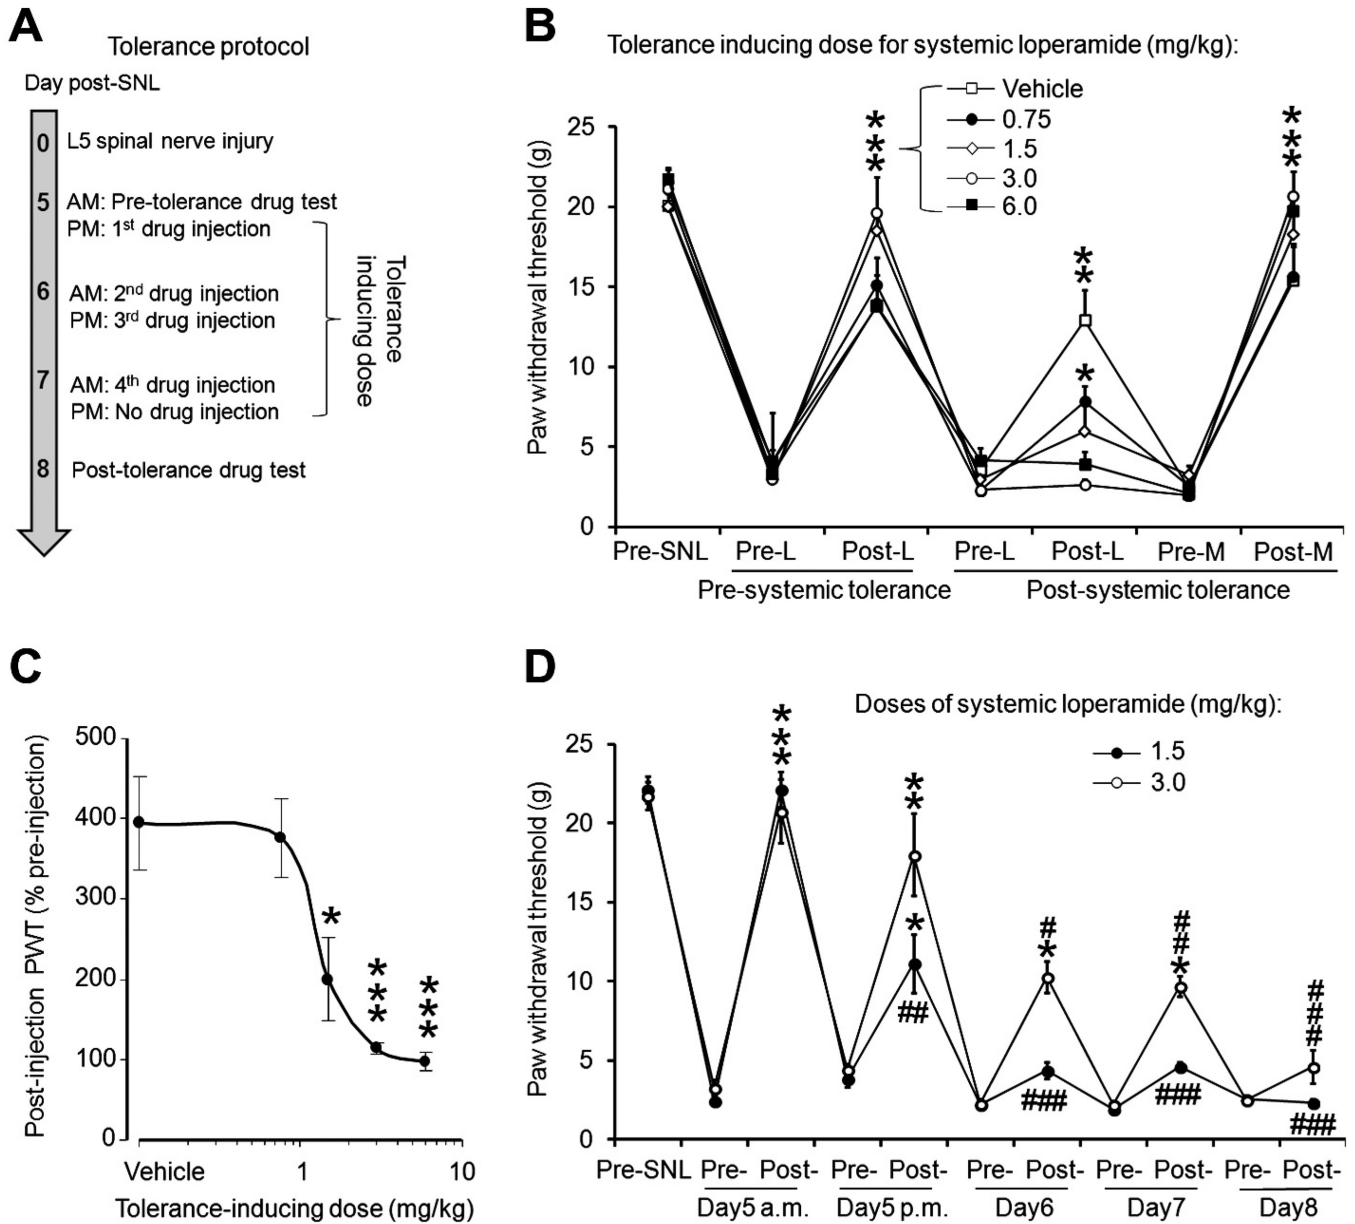 A
Tolerance protocol
Day post-SNL
0 L5 spinal nerve injury
5 AM: Pre-tolerance drug test
PM: 1st drug injection
6 AM: 2nd drug injection
PM: 3rd drug injection
7 AM: 4th drug injection
PM: No drug injection
8 Post-tolerance drug test
Tolerance
inducing dose
B
Tolerance inducing dose for systemic loperamide (mg/kg):
Vehicle
0.75
1.5
3.0
6.0
Paw withdrawal threshold (g)
25
20
15
10
5
0
* * *
* *
*
* * *
Pre-SNL Pre-L Post-L Pre-L Post-L Pre-M Post-M
Pre-systemic tolerance Post-systemic tolerance
C
Post-injection PWT (% pre-injection)
500
400
300
200
100
0
*
* * *
* * *
Vehicle 1 10
Tolerance-inducing dose (mg/kg)
D
Doses of systemic loperamide (mg/kg):
1.5
3.0
Paw withdrawal threshold (g)
25
20
15
10
5
0
* * *
* *
*
##
# *
###
# # *
###
# # #
###
Pre-SNL Pre- Post- Pre- Post- Pre- Post- Pre- Post- Pre- Post-
Day5 a.m. Day5 p.m. Day6 Day7 Day8